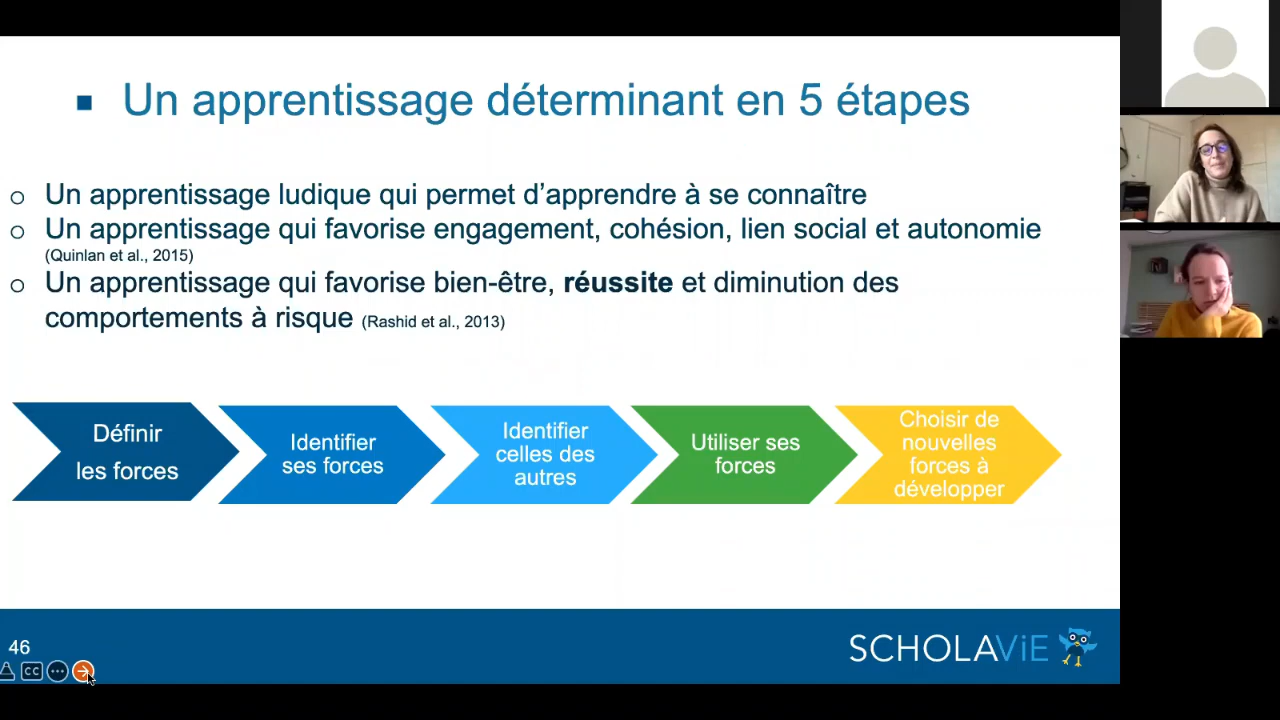 Un apprentissage déterminant en 5 étapes
Un apprentissage ludique qui permet d'apprendre à se connaître
Un apprentissage qui favorise engagement, cohésion, lien social et autonomie
(Quinlan et al., 2015)
Un apprentissage qui favorise bien-être, réussite et diminution des
comportements à risque (Rashid et al., 2013)
Définir
les forces
Identifier
ses forces
Identifier
celles des
autres
Utiliser ses
forces
Choisir de
nouvelles
forces à
développer
46
CC
SCHOLAViE